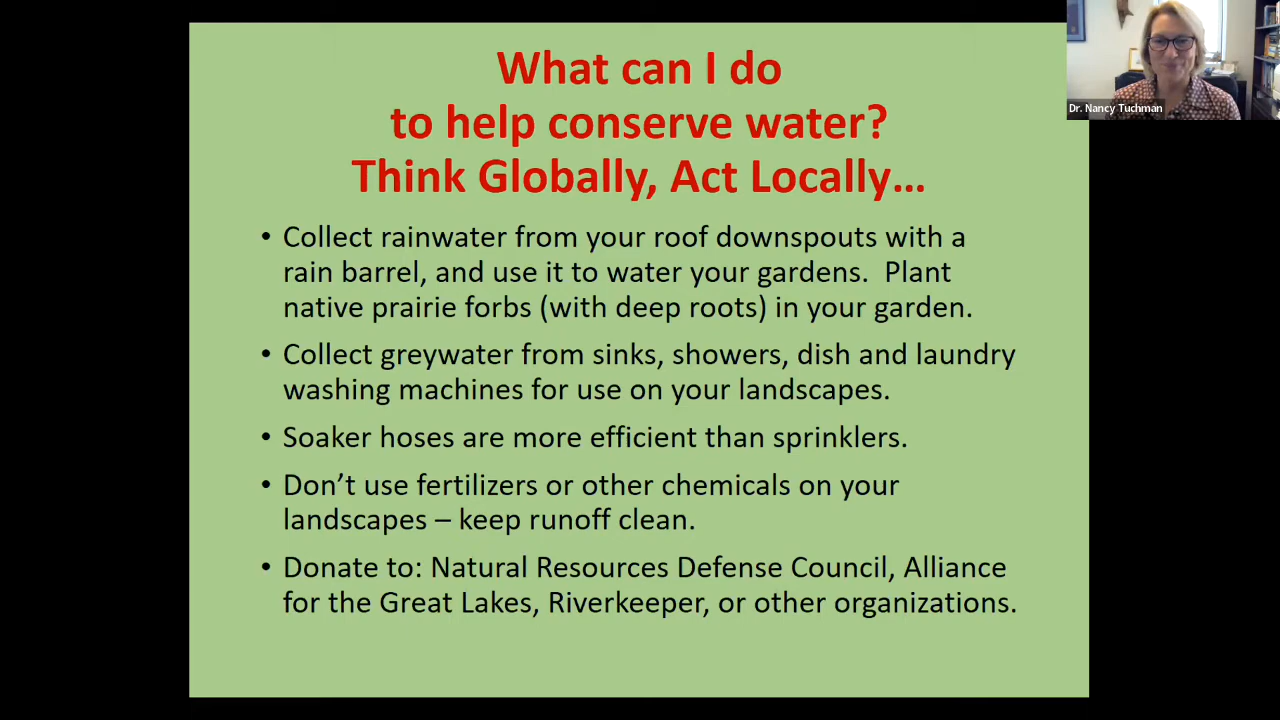 What can I do
to help conserve water?
Think Globally, Act Locally…
• Collect rainwater from your roof downspouts with a
rain barrel, and use it to water your gardens.  Plant
native prairie forbs (with deep roots) in your garden.
• Collect greywater from sinks, showers, dish and laundry
washing machines for use on your landscapes.
• Soaker hoses are more efficient than sprinklers.
• Don’t use fertilizers or other chemicals on your
landscapes – keep runoff clean.
• Donate to: Natural Resources Defense Council, Alliance
for the Great Lakes, Riverkeeper, or other organizations.
Dr. Nancy Tuchman